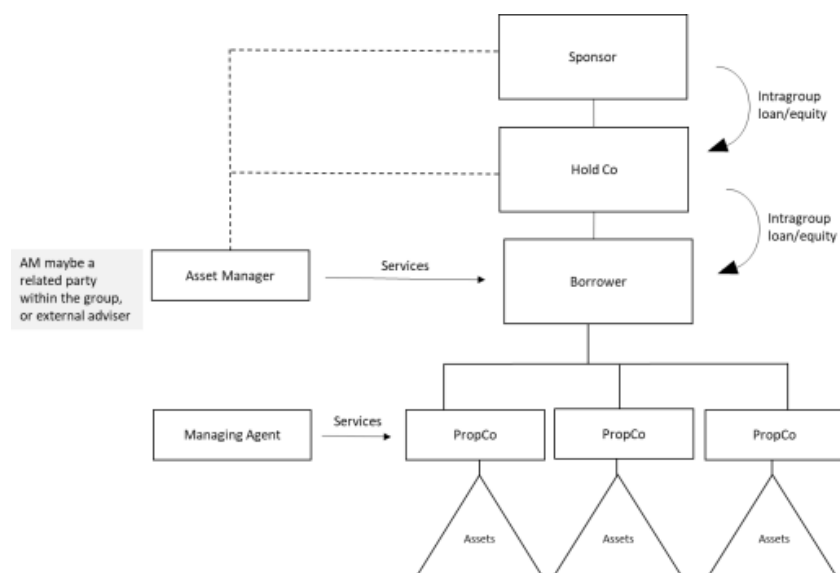 Sponsor
Intragroup
loan/equity
Hold Co
Intragroup
loan/equity
AM maybe a
related party
within the group,
or external adviser
Asset Manager
Services
Borrower
Managing Agent
Services
PropCo
PropCo
PropCo
Assets
Assets
Assets